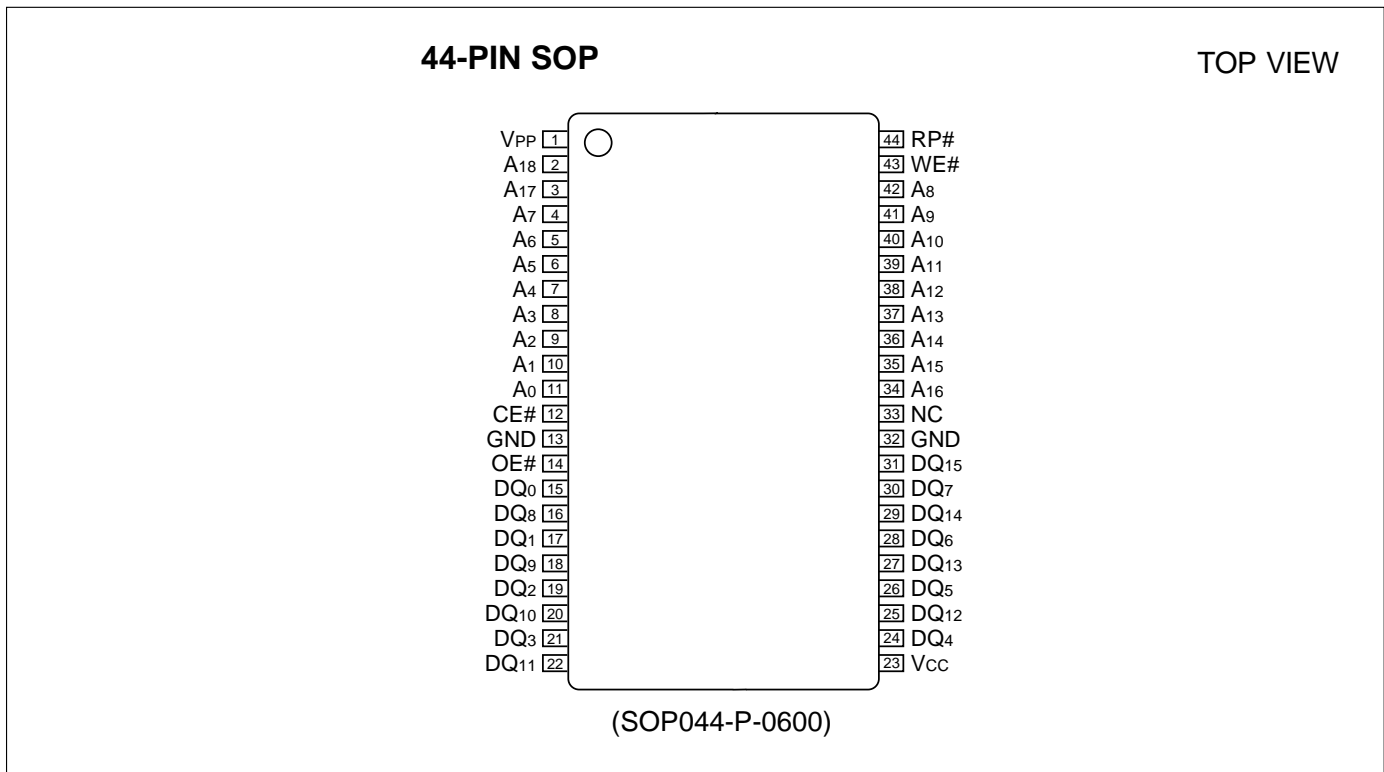 44-PIN SOP
TOP VIEW
VPP 1 44 RP#
A18 2 43 WE#
A17 3 42 A8
A7 4 41 A9
A6 5 40 A10
A5 6 39 A11
A4 7 38 A12
A3 8 37 A13
A2 9 36 A14
A1 10 35 A15
A0 11 34 A16
CE# 12 33 NC
GND 13 32 GND
OE# 14 31 DQ15
DQ0 15 30 DQ7
DQ8 16 29 DQ14
DQ1 17 28 DQ6
DQ9 18 27 DQ13
DQ2 19 26 DQ5
DQ10 20 25 DQ12
DQ3 21 24 DQ4
DQ11 22 23 VCC
(SOP044-P-0600)